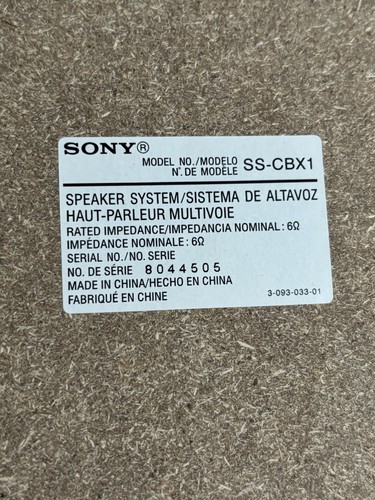 SONY®
MODEL NO./MODELO
N°. DE MODÈLE SS-CBX1
SPEAKER SYSTEM/SISTEMA DE ALTAVOZ
HAUT-PARLEUR MULTIVOIE
RATED IMPEDANCE/IMPEDANCIA NOMINAL: 6Ω
IMPÉDANCE NOMINALE: 6Ω
SERIAL NO./NO. SERIE
NO. DE SÉRIE 8044505
MADE IN CHINA/HECHO EN CHINA
FABRIQUÉ EN CHINE 3-093-033-01